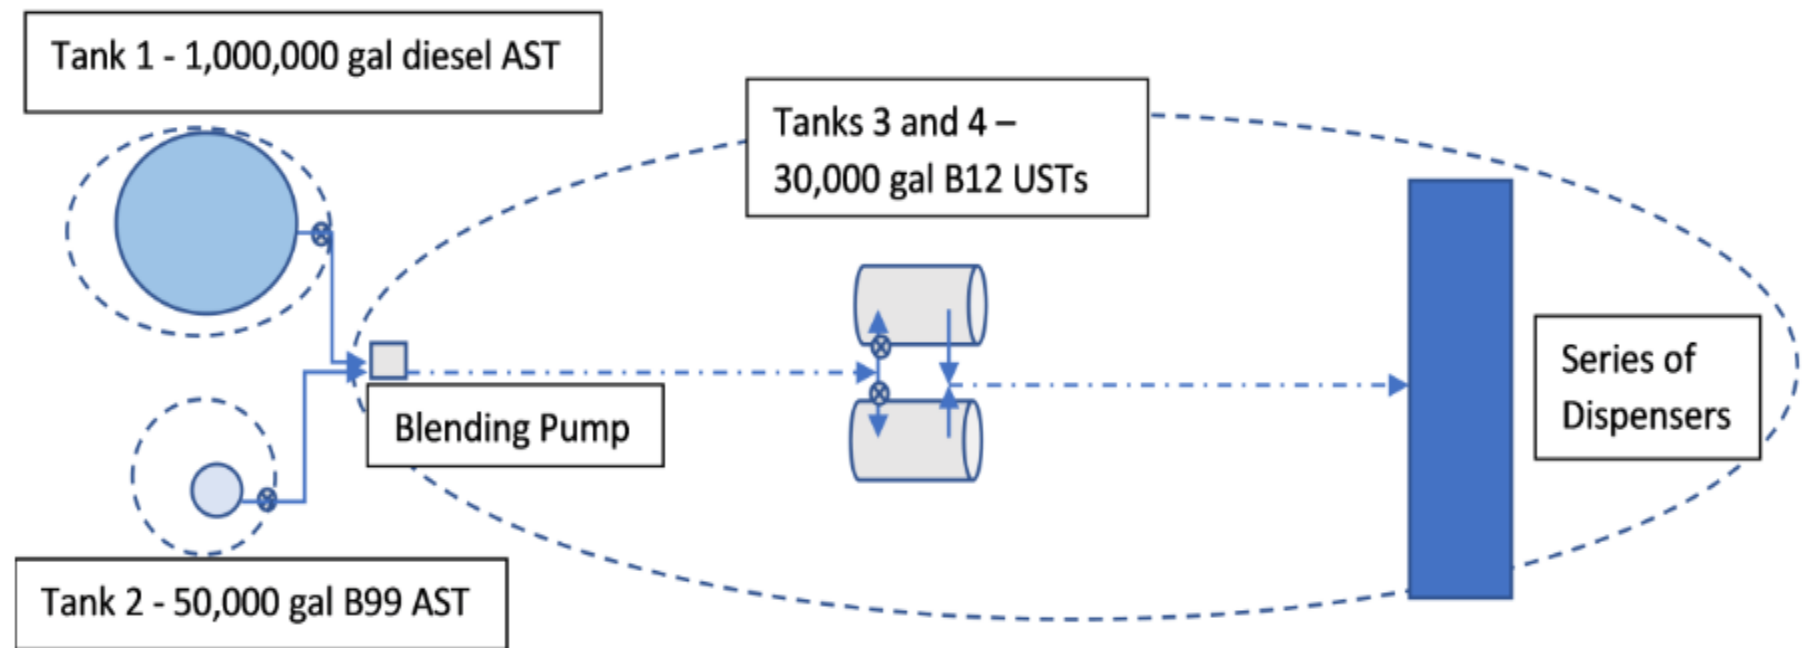 Tank 1 - 1,000,000 gal diesel AST
Tanks 3 and 4 –
30,000 gal B12 USTs
Series of
Dispensers
Blending Pump
Tank 2 - 50,000 gal B99 AST